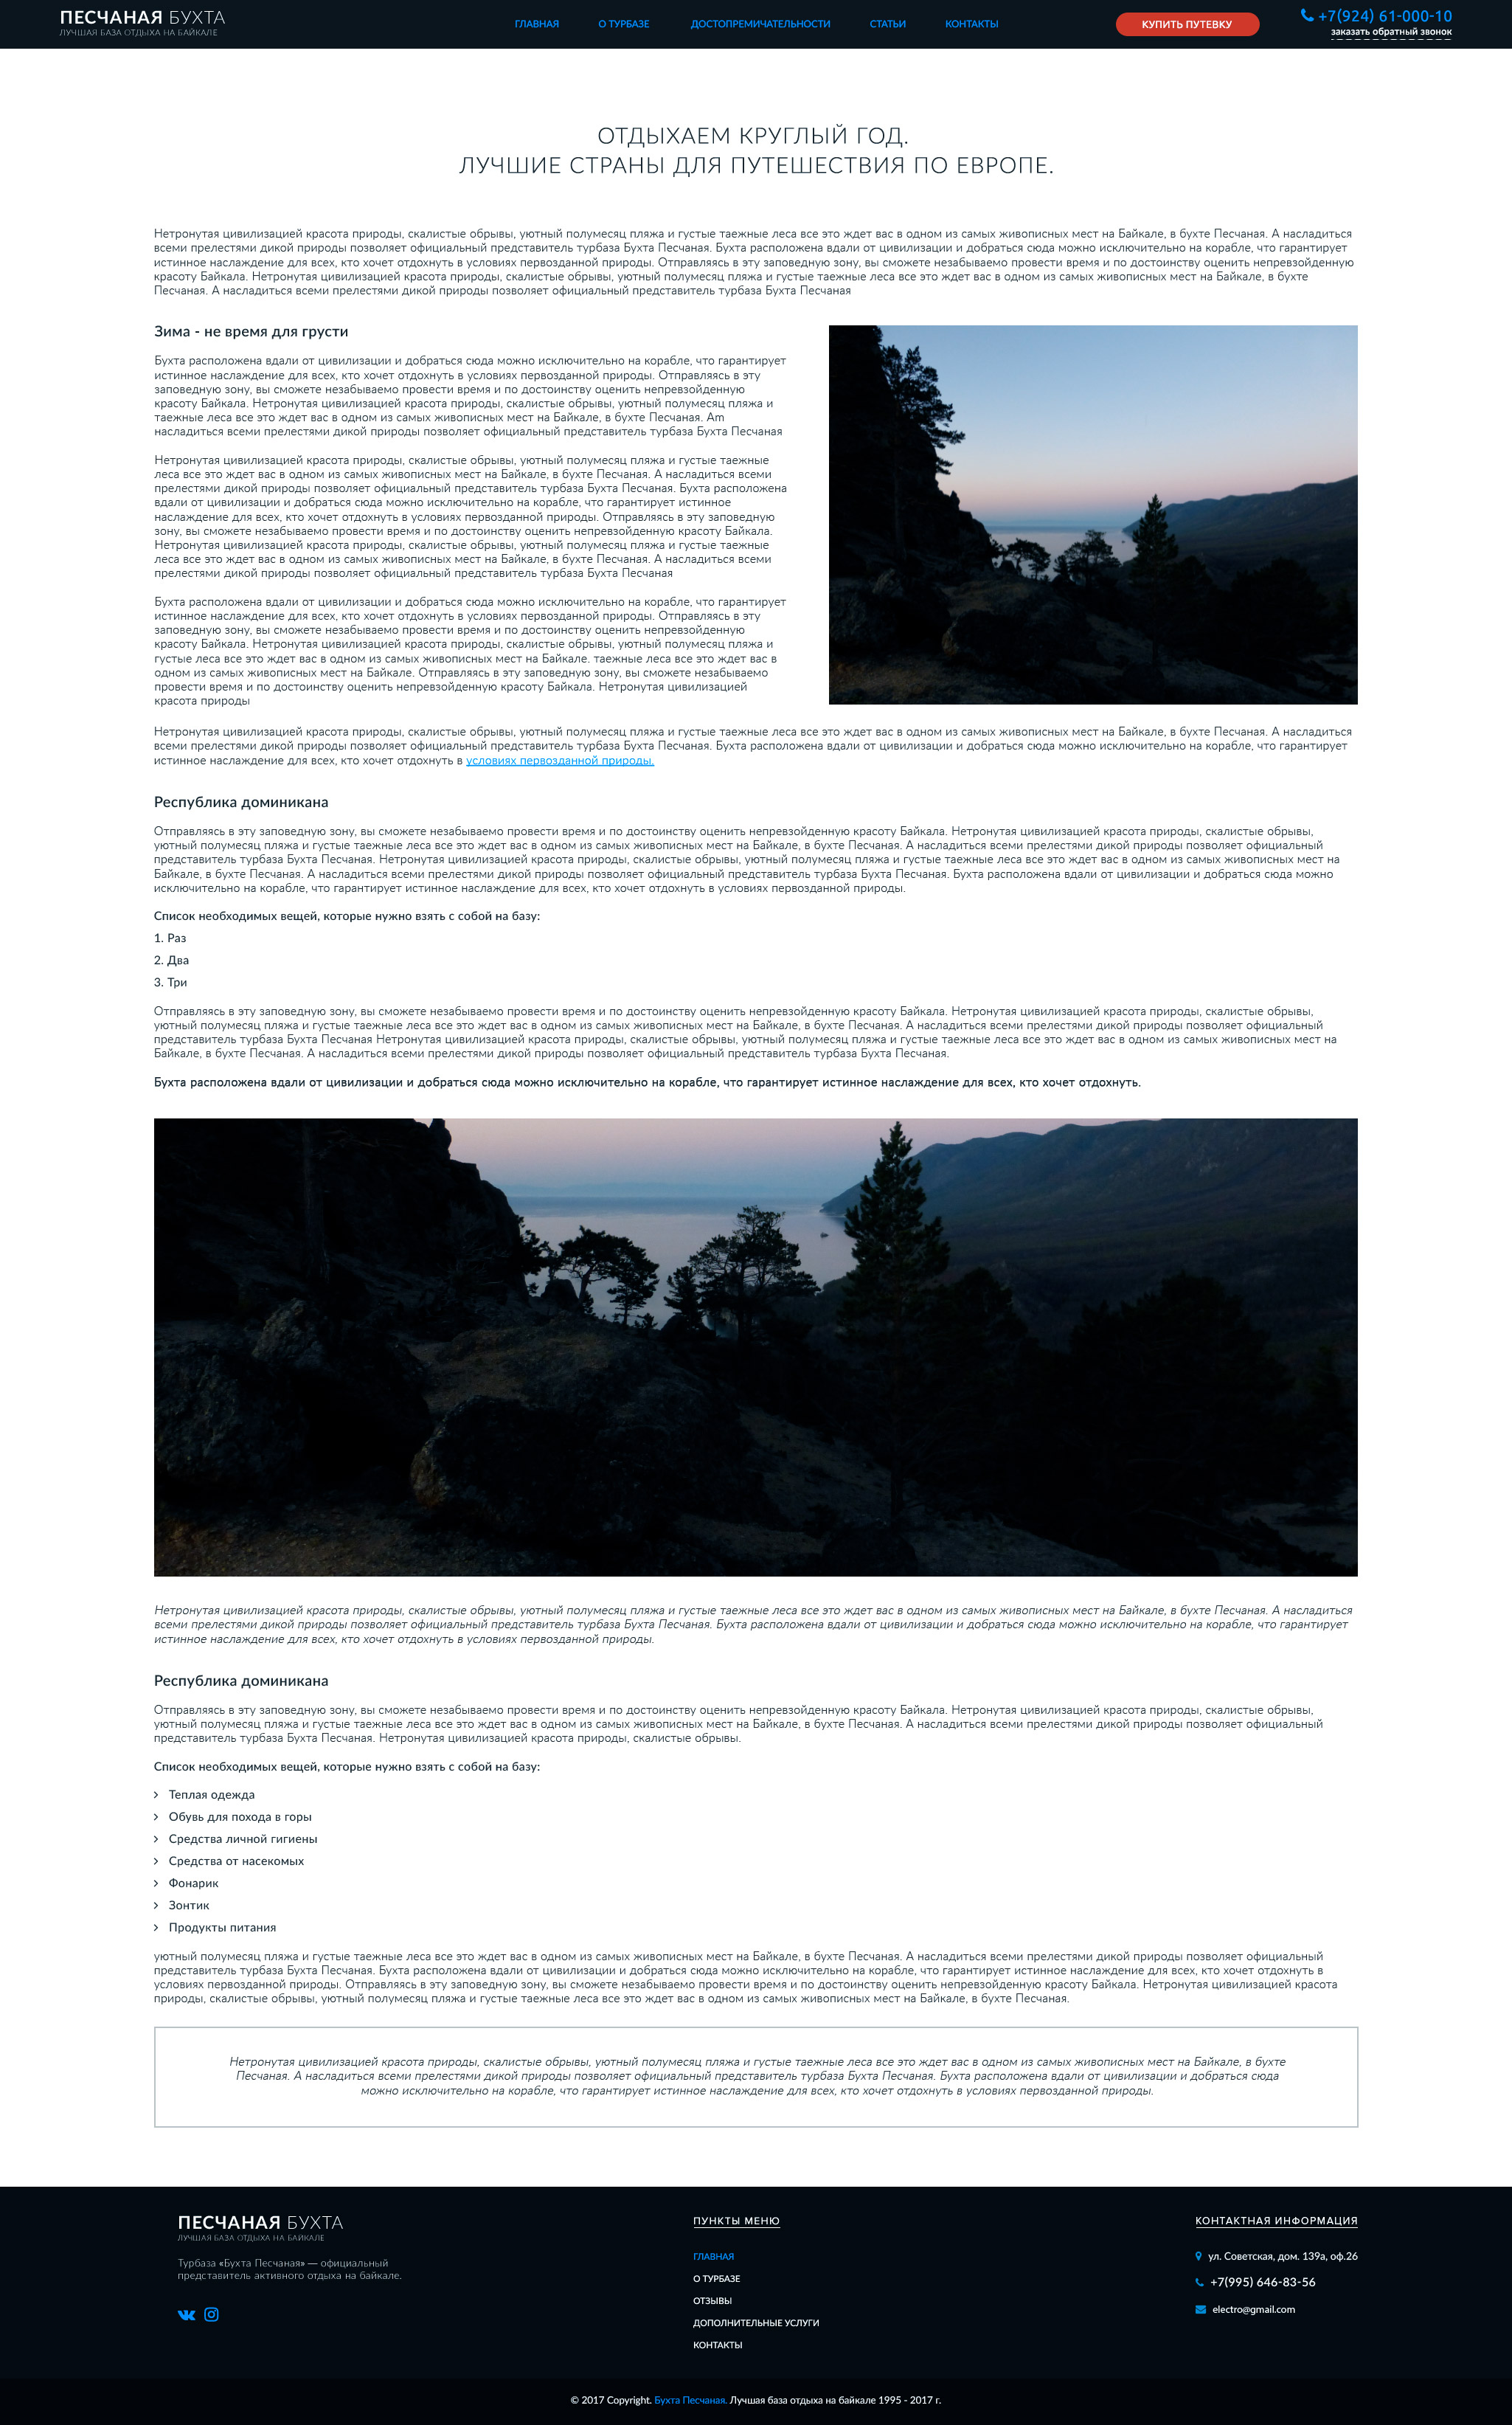 ПЕСЧАНАЯ БУХТА
ЛУЧШАЯ БАЗА ОТДЫХА НА БАЙКАЛЕ
ГЛАВНАЯ
О ТУРБАЗЕ
ДОСТОПРЕМИЧАТЕЛЬНОСТИ
СТАТЬИ
КОНТАКТЫ
КУПИТЬ ПУТЕВКУ
+7(924) 61-000-10
заказать обратный звонок
ОТДЫХАЕМ КРУГЛЫЙ ГОД.
ЛУЧШИЕ СТРАНЫ ДЛЯ ПУТЕШЕСТВИЯ ПО ЕВРОПЕ.
Нетронутая цивилизацией красота природы, скалистые обрывы, уютный полумесяц пляжа и густые таежные леса все это ждет вас в одном из самых живописных мест на Байкале, в бухте Песчаная. А насладиться
всеми прелестями дикой природы позволяет официальный представитель турбаза Бухта Песчаная. Бухта расположена вдали от цивилизации и добраться сюда можно исключительно на корабле, что гарантирует
истинное наслаждение для всех, кто хочет отдохнуть в условиях первозданной природы. Отправляясь в эту заповедную зону, вы сможете незабываемо провести время и по достоинству оценить непревзойденную
красоту Байкала. Нетронутая цивилизацией красота природы, скалистые обрывы, уютный полумесяц пляжа и густые таежные леса все это ждет вас в одном из самых живописных мест на Байкале, в бухте
Песчаная. А насладиться всеми прелестями дикой природы позволяет официальный представитель турбаза Бухта Песчаная
Зима - не время для грусти
Бухта расположена вдали от цивилизации и добраться сюда можно исключительно на корабле, что гарантирует
истинное наслаждение для всех, кто хочет отдохнуть в условиях первозданной природы. Отправляясь в эту
заповедную зону, вы сможете незабываемо провести время и по достоинству оценить непревзойденную
красоту Байкала. Нетронутая цивилизацией красота природы, скалистые обрывы, уютный полумесяц пляжа и
таежные леса все это ждет вас в одном из самых живописных мест на Байкале, в бухте Песчаная. Am
насладиться всеми прелестями дикой природы позволяет официальный представитель турбаза Бухта Песчаная
Нетронутая цивилизацией красота природы, скалистые обрывы, уютный полумесяц пляжа и густые таежные
леса все это ждет вас в одном из самых живописных мест на Байкале, в бухте Песчаная. А насладиться всеми
прелестями дикой природы позволяет официальный представитель турбаза Бухта Песчаная. Бухта расположена
вдали от цивилизации и добраться сюда можно исключительно на корабле, что гарантирует истинное
наслаждение для всех, кто хочет отдохнуть в условиях первозданной природы. Отправляясь в эту заповедную
зону, вы сможете незабываемо провести время и по достоинству оценить непревзойденную красоту Байкала.
Нетронутая цивилизацией красота природы, скалистые обрывы, уютный полумесяц пляжа и густые таежные
леса все это ждет вас в одном из самых живописных мест на Байкале, в бухте Песчаная. А насладиться всеми
прелестями дикой природы позволяет официальный представитель турбаза Бухта Песчаная
Бухта расположена вдали от цивилизации и добраться сюда можно исключительно на корабле, что гарантирует
истинное наслаждение для всех, кто хочет отдохнуть в условиях первозданной природы. Отправляясь в эту
заповедную зону, вы сможете незабываемо провести время и по достоинству оценить непревзойденную
красоту Байкала. Нетронутая цивилизацией красота природы, скалистые обрывы, уютный полумесяц пляжа и
густые леса все это ждет вас в одном из самых живописных мест на Байкале. таежные леса все это ждет вас в
одном из самых живописных мест на Байкале. Отправляясь в эту заповедную зону, вы сможете незабываемо
провести время и по достоинству оценить непревзойденную красоту Байкала. Нетронутая цивилизацией
красота природы
Нетронутая цивилизацией красота природы, скалистые обрывы, уютный полумесяц пляжа и густые таежные леса все это ждет вас в одном из самых живописных мест на Байкале, в бухте Песчаная. А насладиться
всеми прелестями дикой природы позволяет официальный представитель турбаза Бухта Песчаная. Бухта расположена вдали от цивилизации и добраться сюда можно исключительно на корабле, что гарантирует
истинное наслаждение для всех, кто хочет отдохнуть в условиях первозданной природы.
Республика доминикана
Отправляясь в эту заповедную зону, вы сможете незабываемо провести время и по достоинству оценить непревзойденную красоту Байкала. Нетронутая цивилизацией красота природы, скалистые обрывы,
уютный полумесяц пляжа и густые таежные леса все это ждет вас в одном из самых живописных мест на Байкале, в бухте Песчаная. А насладиться всеми прелестями дикой природы позволяет официальный
представитель турбаза Бухта Песчаная. Нетронутая цивилизацией красота природы, скалистые обрывы, уютный полумесяц пляжа и густые таежные леса все это ждет вас в одном из самых живописных мест на
Байкале, в бухте Песчаная. А насладиться всеми прелестями дикой природы позволяет официальный представитель турбаза Бухта Песчаная. Бухта расположена вдали от цивилизации и добраться сюда можно
исключительно на корабле, что гарантирует истинное наслаждение для всех, кто хочет отдохнуть в условиях первозданной природы.
Список необходимых вещей, которые нужно взять с собой на базу:
1. Раз
2. Два
3. Три
Отправляясь в эту заповедную зону, вы сможете незабываемо провести время и по достоинству оценить непревзойденную красоту Байкала. Нетронутая цивилизацией красота природы, скалистые обрывы,
уютный полумесяц пляжа и густые таежные леса все это ждет вас в одном из самых живописных мест на Байкале, в бухте Песчаная. А насладиться всеми прелестями дикой природы позволяет официальный
представитель турбаза Бухта Песчаная Нетронутая цивилизацией красота природы, скалистые обрывы, уютный полумесяц пляжа и густые таежные леса все это ждет вас в одном из самых живописных мест на
Байкале, в бухте Песчаная. А насладиться всеми прелестями дикой природы позволяет официальный представитель турбаза Бухта Песчаная.
Бухта расположена вдали от цивилизации и добраться сюда можно исключительно на корабле, что гарантирует истинное наслаждение для всех, кто хочет отдохнуть.
Нетронутая цивилизацией красота природы, скалистые обрывы, уютный полумесяц пляжа и густые таежные леса все это ждет вас в одном из самых живописных мест на Байкале, в бухте Песчаная. А насладиться
всеми прелестями дикой природы позволяет официальный представитель турбаза Бухта Песчаная. Бухта расположена вдали от цивилизации и добраться сюда можно исключительно на корабле, что гарантирует
истинное наслаждение для всех, кто хочет отдохнуть в условиях первозданной природы.
Республика доминикана
Отправляясь в эту заповедную зону, вы сможете незабываемо провести время и по достоинству оценить непревзойденную красоту Байкала. Нетронутая цивилизацией красота природы, скалистые обрывы,
уютный полумесяц пляжа и густые таежные леса все это ждет вас в одном из самых живописных мест на Байкале, в бухте Песчаная. А насладиться всеми прелестями дикой природы позволяет официальный
представитель турбаза Бухта Песчаная. Нетронутая цивилизацией красота природы, скалистые обрывы.
Список необходимых вещей, которые нужно взять с собой на базу:
Теплая одежда
Обувь для похода в горы
Средства личной гигиены
Средства от насекомых
Фонарик
Зонтик
Продукты питания
уютный полумесяц пляжа и густые таежные леса все это ждет вас в одном из самых живописных мест на Байкале, в бухте Песчаная. А насладиться всеми прелестями дикой природы позволяет официальный
представитель турбаза Бухта Песчаная. Бухта расположена вдали от цивилизации и добраться сюда можно исключительно на корабле, что гарантирует истинное наслаждение для всех, кто хочет отдохнуть в
условиях первозданной природы. Отправляясь в эту заповедную зону, вы сможете незабываемо провести время и по достоинству оценить непревзойденную красоту Байкала. Нетронутая цивилизацией красота
природы, скалистые обрывы, уютный полумесяц пляжа и густые таежные леса все это ждет вас в одном из самых живописных мест на Байкале, в бухте Песчаная.
Нетронутая цивилизацией красота природы, скалистые обрывы, уютный полумесяц пляжа и густые таежные леса все это ждет вас в одном из самых живописных мест на Байкале, в бухте
Песчаная. А насладиться всеми прелестями дикой природы позволяет официальный представитель турбаза Бухта Песчаная. Бухта расположена вдали от цивилизации и добраться сюда
можно исключительно на корабле, что гарантирует истинное наслаждение для всех, кто хочет отдохнуть в условиях первозданной природы.
ПЕСЧАНАЯ БУХТА
ЛУЧШАЯ БАЗА ОТДЫХА НА БАЙКАЛЕ
Турбаза «Бухта Песчаная» — официальный
представитель активного отдыха на байкале.
ПУНКТЫ МЕНЮ
ГЛАВНАЯ
О ТУРБАЗЕ
ОТЗЫВЫ
ДОПОЛНИТЕЛЬНЫЕ УСЛУГИ
КОНТАКТЫ
КОНТАКТНАЯ ИНФОРМАЦИЯ
ул. Советская, дом. 139а, оф.26
+7(995) 646-83-56
electro@gmail.com
© 2017 Copyright. Бухта Песчаная. Лучшая база отдыха на байкале 1995 - 2017 г.